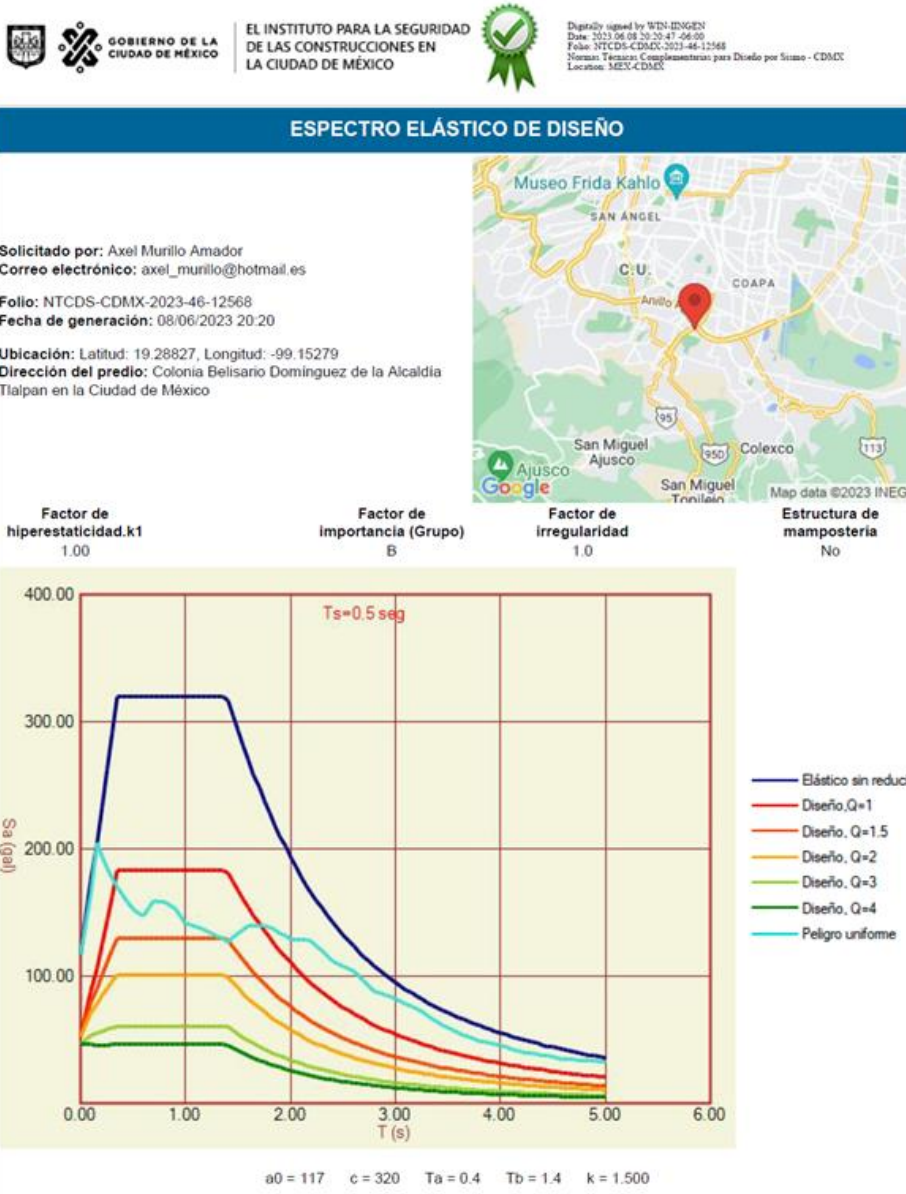 GOBIERNO DE LA
CIUDAD DE MÉXICO
EL INSTITUTO PARA LA SEGURIDAD
DE LAS CONSTRUCCIONES EN
LA CIUDAD DE MÉXICO
Digitally signed by WIN-IINGEN
Date: 2023.06.08 20:20:47 -06:00
Folio: NTCDS-CDMX-2023-46-12568
Normas Técnicas Complementarias para Diseño por Sismo - CDMX
Location: MEX-CDMX
ESPECTRO ELÁSTICO DE DISEÑO
Solicitado por: Axel Murillo Amador
Correo electrónico: axel_murillo@hotmail.es
Folio: NTCDS-CDMX-2023-46-12568
Fecha de generación: 08/06/2023 20:20
Ubicación: Latitud: 19.28827, Longitud: -99.15279
Dirección del predio: Colonia Belisario Domínguez de la Alcaldía
Tlalpan en la Ciudad de México
Museo Frida Kahlo
SAN ÁNGEL
C.U.
COAPA
Anillo
95
95D
113
San Miguel
Ajusco
Colexco
Ajusco
Google
San Miguel
Topilejo
Map data ©2023 INEG
Factor de
hiperestaticidad.k1
1.00
Factor de
importancia (Grupo)
B
Factor de
irregularidad
1.0
Estructura de
mampostería
No
400.00
300.00
200.00
100.00
Sa (gal)
Ts=0.5 seg
0.00 1.00 2.00 3.00 4.00 5.00 6.00
T (s)
Elástico sin reduc
Diseño,Q=1
Diseño, Q=1.5
Diseño, Q=2
Diseño, Q=3
Diseño, Q=4
Peligro uniforme
a0 = 117 c = 320 Ta = 0.4 Tb = 1.4 k = 1.500